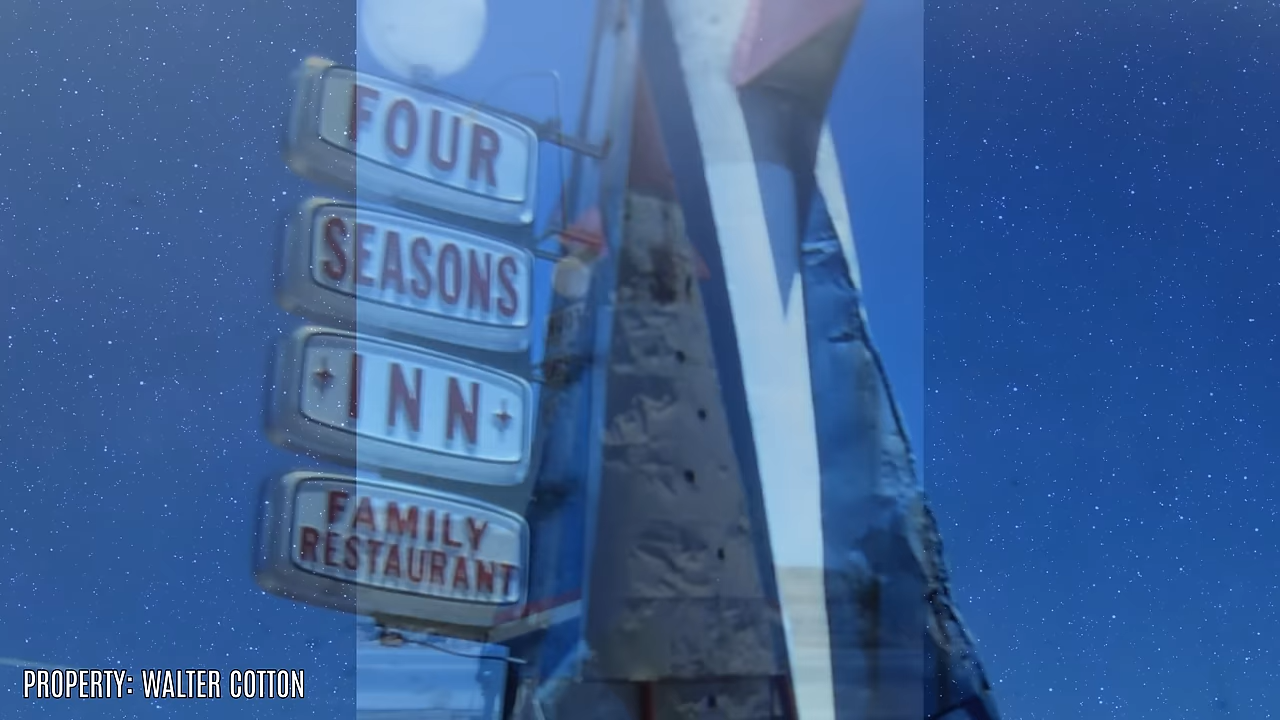 FOUR
SEASONS
INN
FAMILY
RESTAURANT
PROPERTY: WALTER COTTON